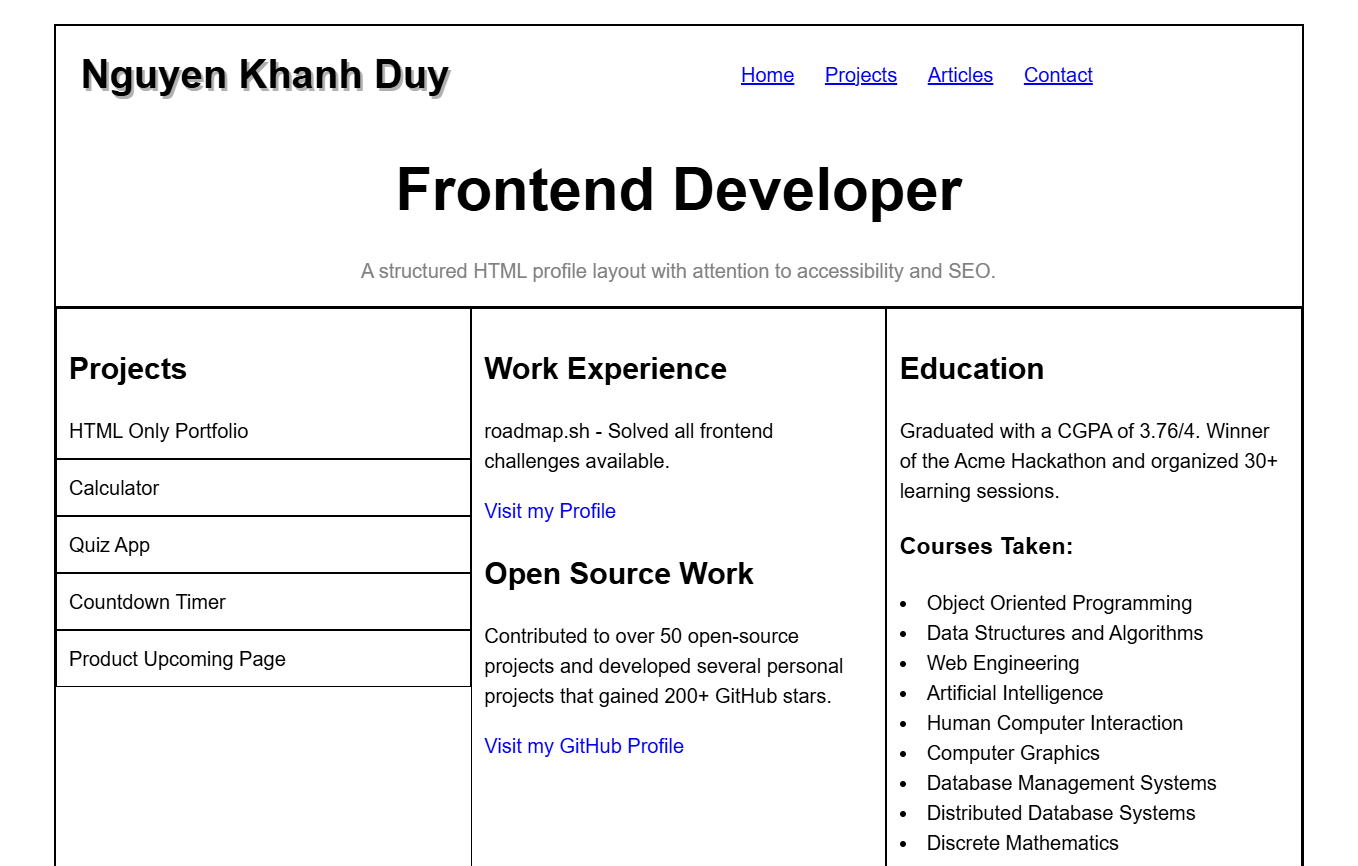 Nguyen Khanh Duy
Home Projects Articles Contact
Frontend Developer
A structured HTML profile layout with attention to accessibility and SEO.
Projects
HTML Only Portfolio
Calculator
Quiz App
Countdown Timer
Product Upcoming Page
Work Experience
roadmap.sh - Solved all frontend
challenges available.
Visit my Profile
Open Source Work
Contributed to over 50 open-source
projects and developed several personal
projects that gained 200+ GitHub stars.
Visit my GitHub Profile
Education
Graduated with a CGPA of 3.76/4. Winner
of the Acme Hackathon and organized 30+
learning sessions.
Courses Taken:
• Object Oriented Programming
• Data Structures and Algorithms
• Web Engineering
• Artificial Intelligence
• Human Computer Interaction
• Computer Graphics
• Database Management Systems
• Distributed Database Systems
• Discrete Mathematics